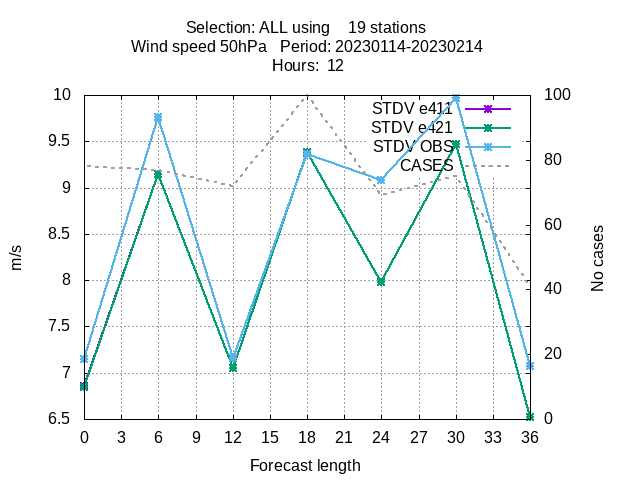 Selection: ALL using    19 stations
Wind speed 50hPa   Period: 20230114-20230214
Hours:  12
STDV e411
STDV e421
STDV OBS
CASES
10
9.5
9
8.5
8
7.5
7
6.5
100
80
60
40
20
0
0 3 6 9 12 15 18 21 24 27 30 33 36
m/s
No cases
Forecast length